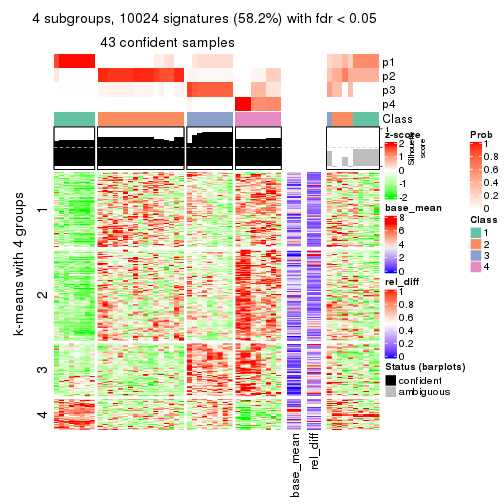 4 subgroups, 10024 signatures (58.2%) with fdr < 0.05
43 confident samples
p1
p2
p3
p4
Class
1
Silhouette
score
k-means with 4 groups
1
2
3
4
base_mean
rel_diff
z-score
2
1
0
-1
-2
base_mean
8
6
4
2
0
rel_diff
1
0.8
0.6
0.4
0.2
0
Status (barplots)
confident
ambiguous
Prob
1
0.8
0.6
0.4
0.2
0
Class
1
2
3
4